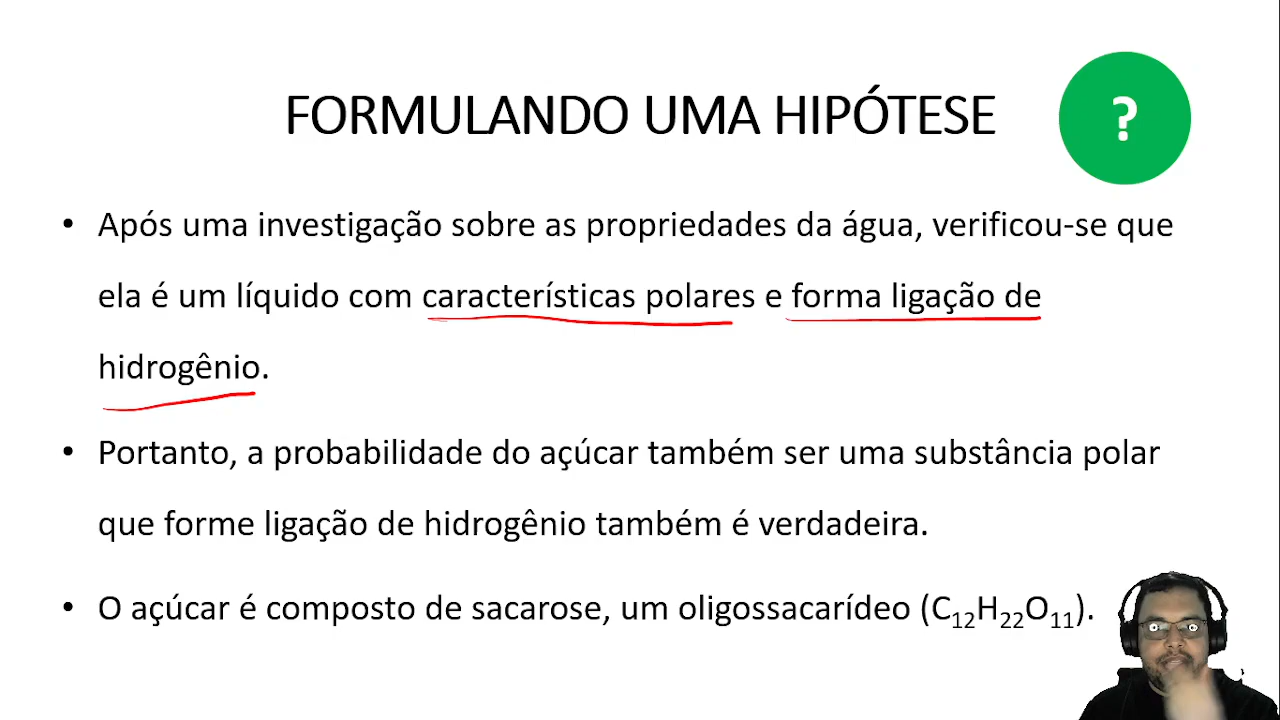 FORMULANDO UMA HIPÓTESE
?
• Após uma investigação sobre as propriedades da água, verificou-se que
ela é um líquido com características polares e forma ligação de
hidrogênio.
• Portanto, a probabilidade do açúcar também ser uma substância polar
que forme ligação de hidrogênio também é verdadeira.
• O açúcar é composto de sacarose, um oligossacarídeo (C₁₂H₂₂O₁₁).